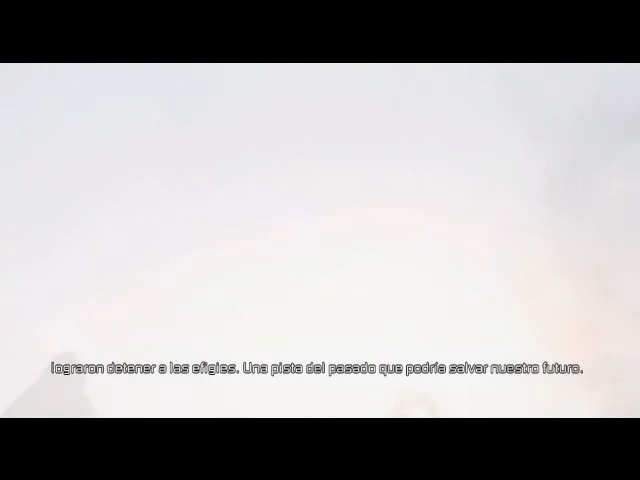 lograron detener a las efigies. Una pista del pasado que podría salvar nuestro futuro.